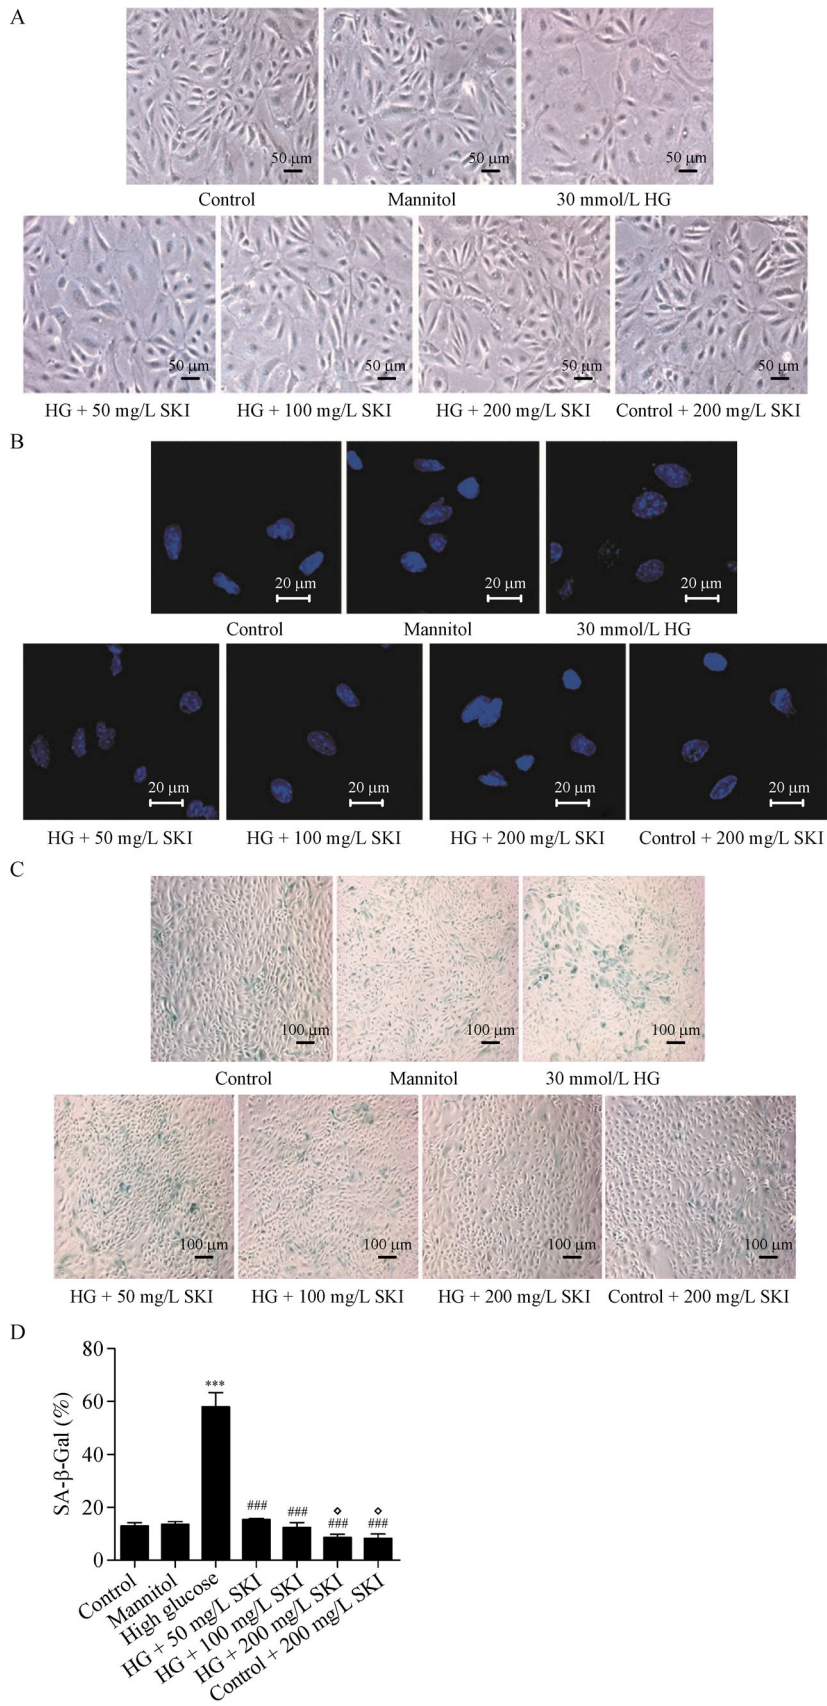 A
50 μm
50 μm
50 μm
Control
Mannitol
30 mmol/L HG
50 μm
50 μm
50 μm
50 μm
HG + 50 mg/L SKI
HG + 100 mg/L SKI
HG + 200 mg/L SKI
Control + 200 mg/L SKI
B
20 μm
20 μm
20 μm
Control
Mannitol
30 mmol/L HG
20 μm
20 μm
20 μm
20 μm
HG + 50 mg/L SKI
HG + 100 mg/L SKI
HG + 200 mg/L SKI
Control + 200 mg/L SKI
C
100 μm
100 μm
100 μm
Control
Mannitol
30 mmol/L HG
100 μm
100 μm
100 μm
100 μm
HG + 50 mg/L SKI
HG + 100 mg/L SKI
HG + 200 mg/L SKI
Control + 200 mg/L SKI
D
SA-β-Gal (%)
80
60
40
20
0
***
###
###
◇
###
◇
###
Control
Mannitol
High glucose
HG + 50 mg/L SKI
HG + 100 mg/L SKI
HG + 200 mg/L SKI
Control + 200 mg/L SKI